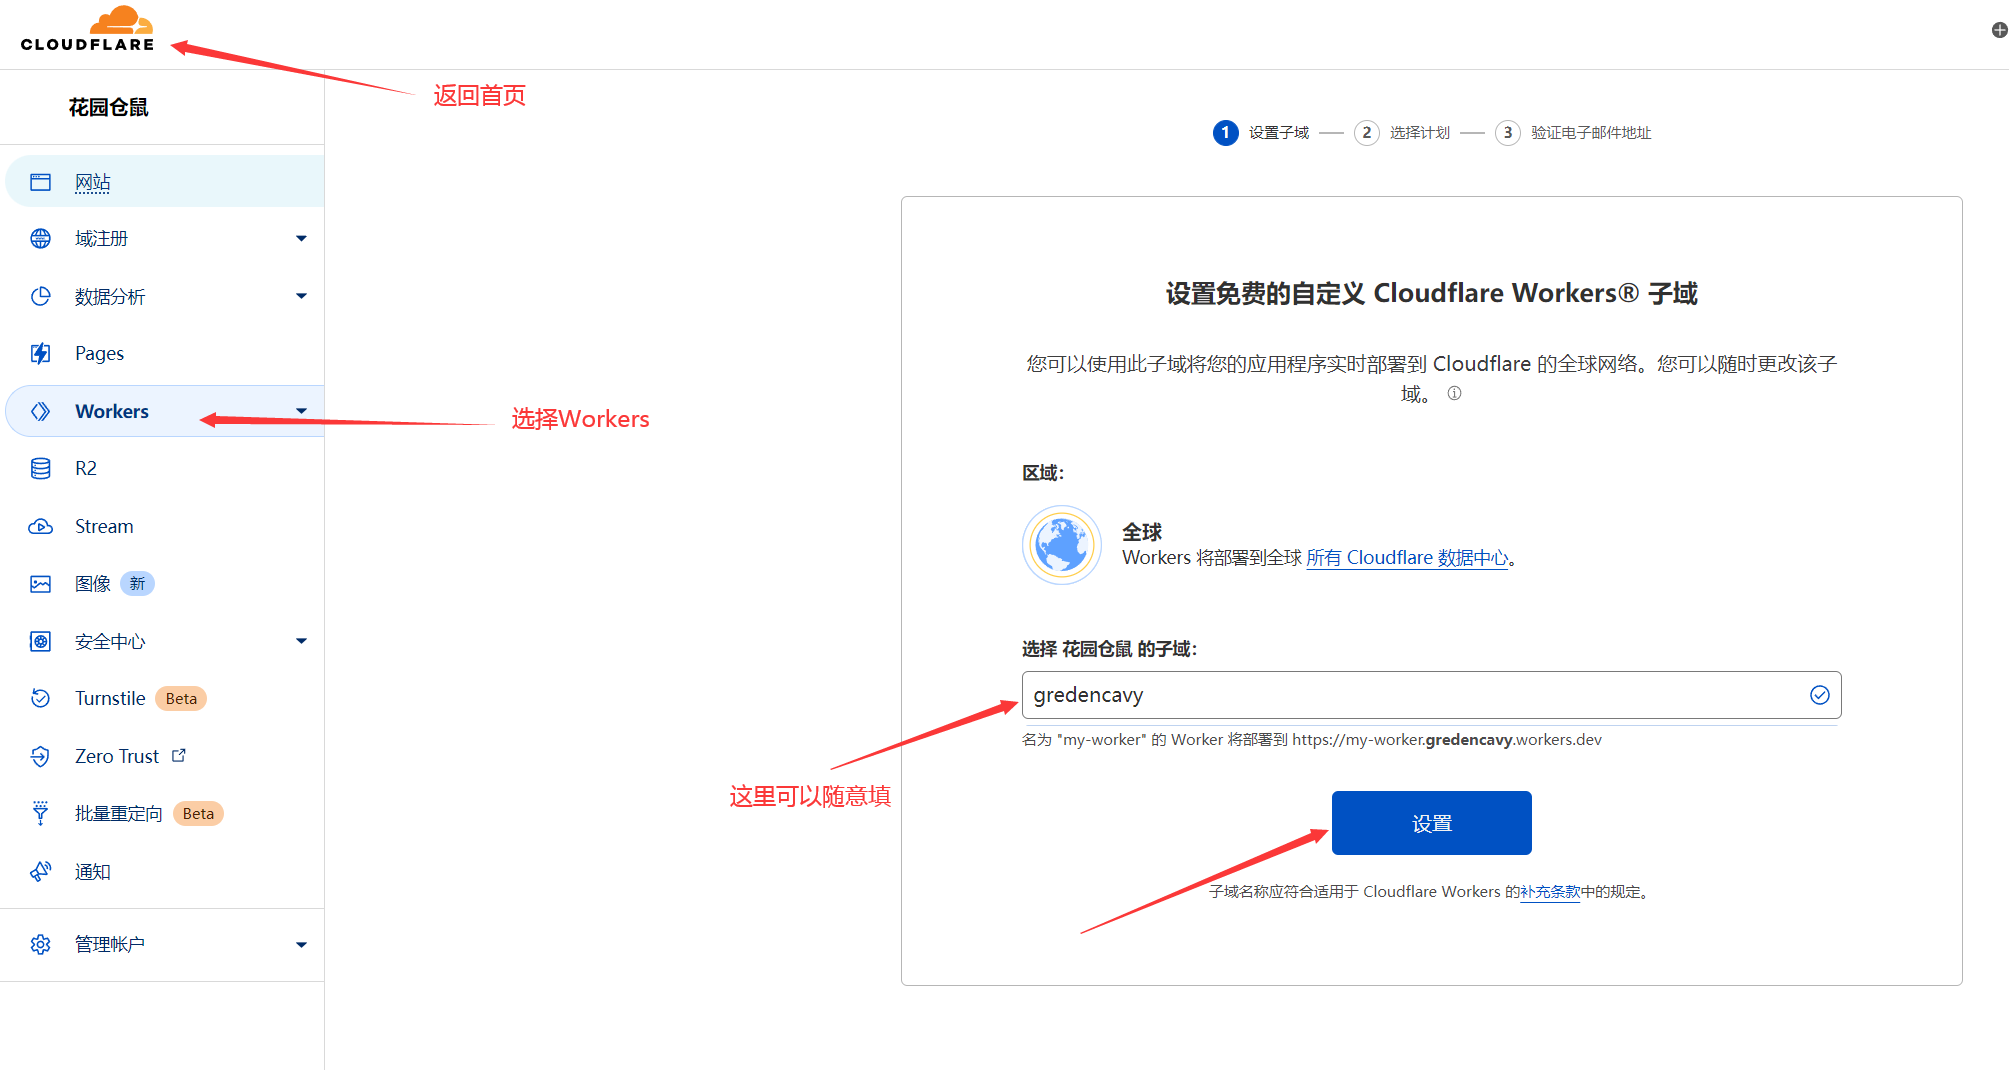 CLOUDFLARE
返回首页
花园仓鼠
网站
域注册
数据分析
Pages
Workers
选择Workers
R2
Stream
图像 新
安全中心
Turnstile Beta
Zero Trust
批量重定向 Beta
通知
管理帐户
1 设置子域 2 选择计划 3 验证电子邮件地址
设置免费的自定义 Cloudflare Workers® 子域
您可以使用此子域将您的应用程序实时部署到 Cloudflare 的全球网络。您可以随时更改该子
域。
区域：
全球
Workers 将部署到全球 所有 Cloudflare 数据中心。
选择 花园仓鼠 的子域：
gredencavy
名为 "my-worker" 的 Worker 将部署到 https://my-worker.gredencavy.workers.dev
这里可以随意填
设置
子域名称应符合适用于 Cloudflare Workers 的补充条款中的规定。